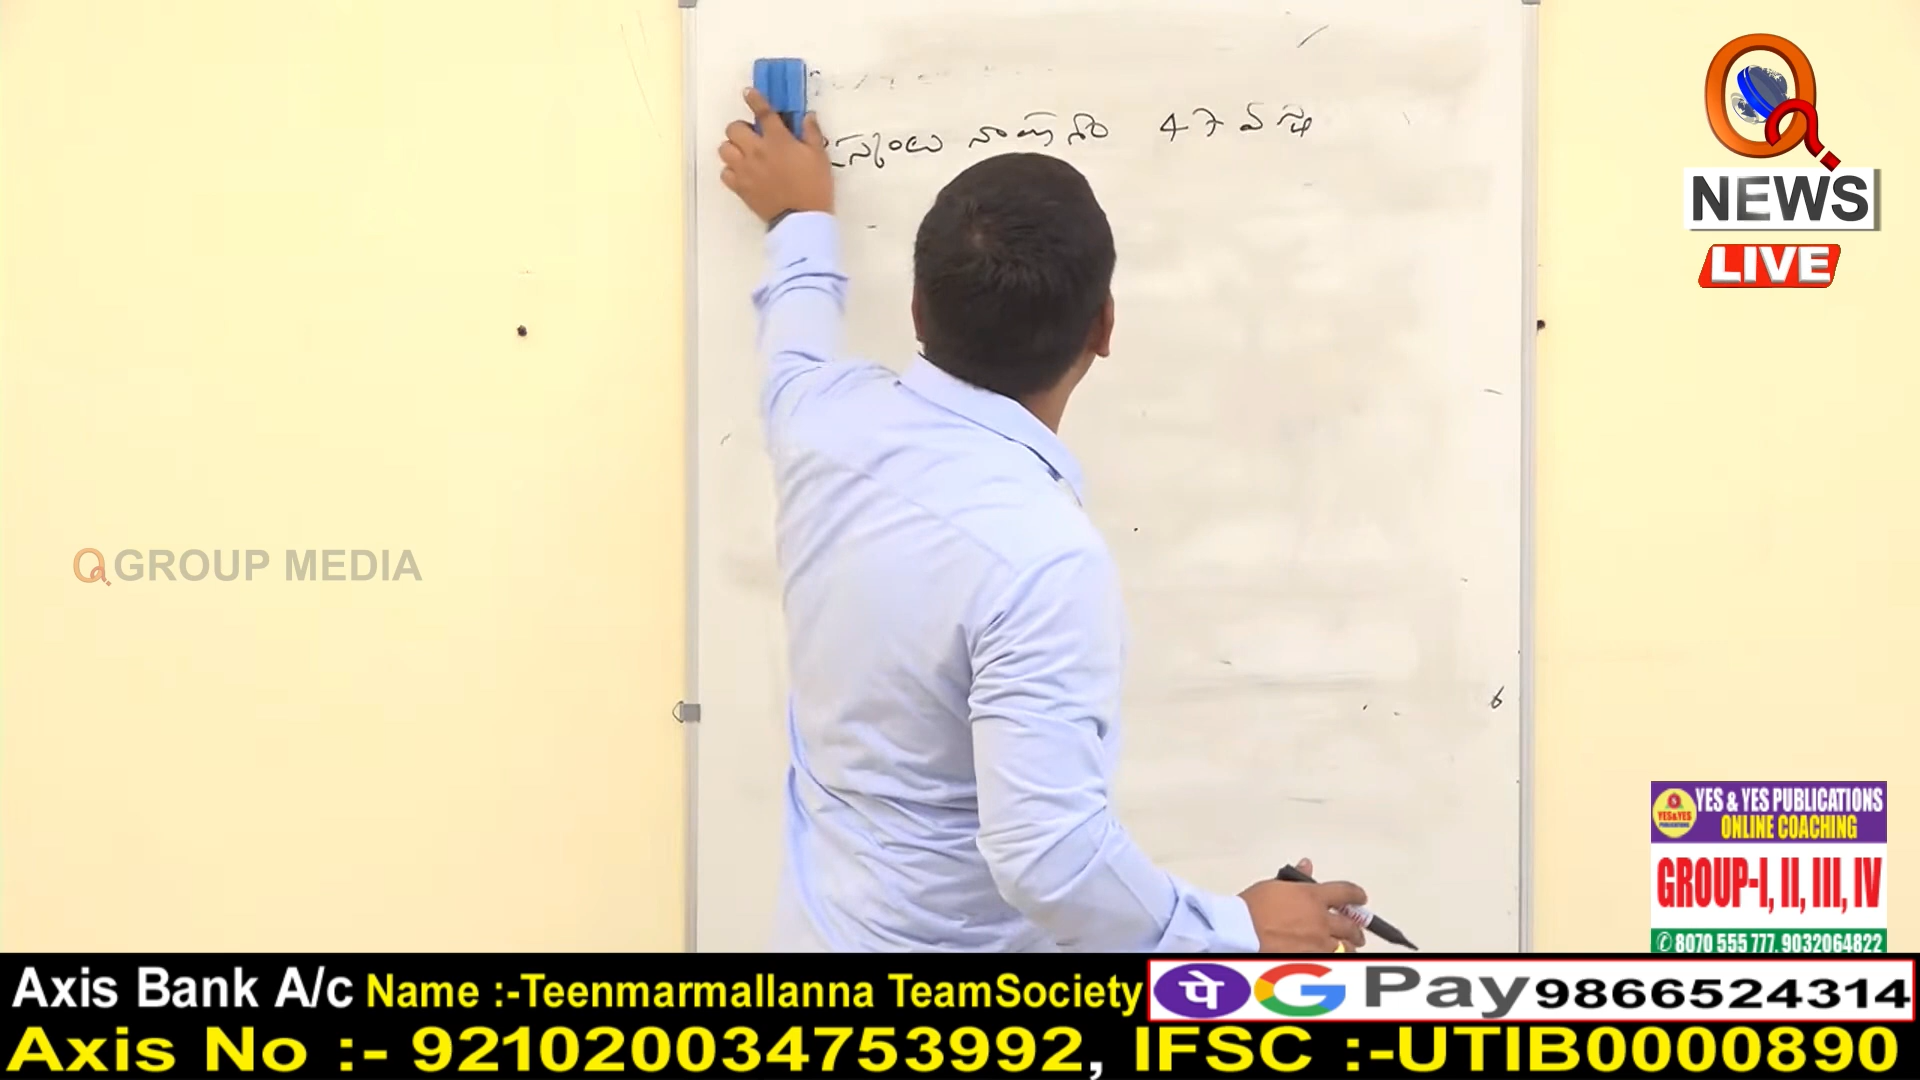 47
Q
NEWS
LIVE
Q GROUP MEDIA
YES & YES PUBLICATIONS
ONLINE COACHING
GROUP-I, II, III, IV
8070 555 777, 9032064822
Axis Bank A/c Name :-Teenmarmallanna TeamSociety
पे G Pay 9866524314
Axis No :- 921020034753992, IFSC :-UTIB0000890